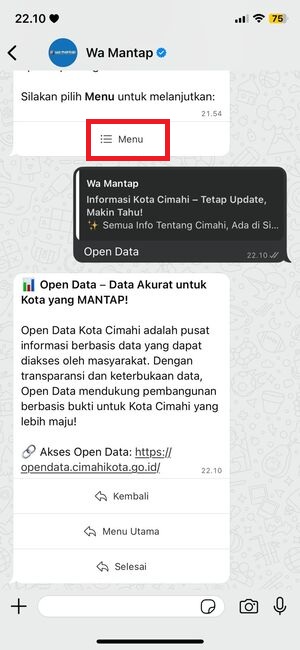 22.10
75
Wa Mantap
Silakan pilih Menu untuk melanjutkan:
21.54
Menu
Wa Mantap
Informasi Kota Cimahi – Tetap Update,
Makin Tahu!
✨ Semua Info Tentang Cimahi, Ada di Si...
Open Data
22.10
📊 Open Data – Data Akurat untuk
Kota yang MANTAP!
Open Data Kota Cimahi adalah pusat
informasi berbasis data yang dapat
diakses oleh masyarakat. Dengan
transparansi dan keterbukaan data,
Open Data mendukung pembangunan
berbasis bukti untuk Kota Cimahi yang
lebih maju!
🔗 Akses Open Data: https://
opendata.cimahikota.go.id/
22.10
Kembali
Menu Utama
Selesai